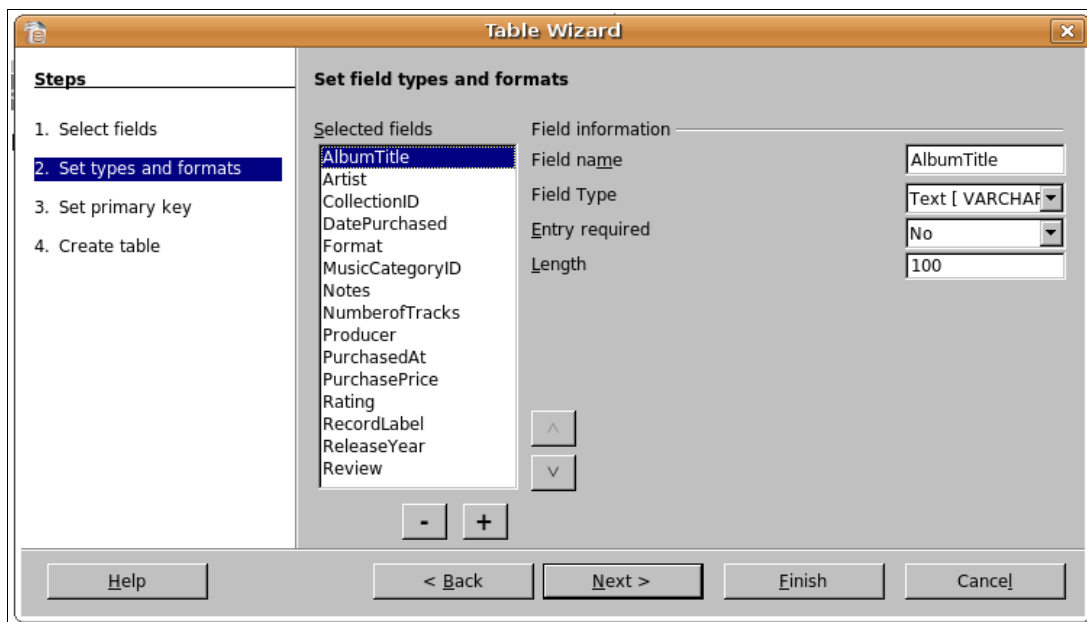 Table Wizard
Steps
1. Select fields
2. Set types and formats
3. Set primary key
4. Create table
Set field types and formats
Selected fields
AlbumTitle
Artist
CollectionID
DatePurchased
Format
MusicCategoryID
Notes
NumberofTracks
Producer
PurchasedAt
PurchasePrice
Rating
RecordLabel
ReleaseYear
Review
- +
Field information
Field name AlbumTitle
Field Type Text [ VARCHAR
Entry required No
Length 100
Help < Back Next > Finish Cancel